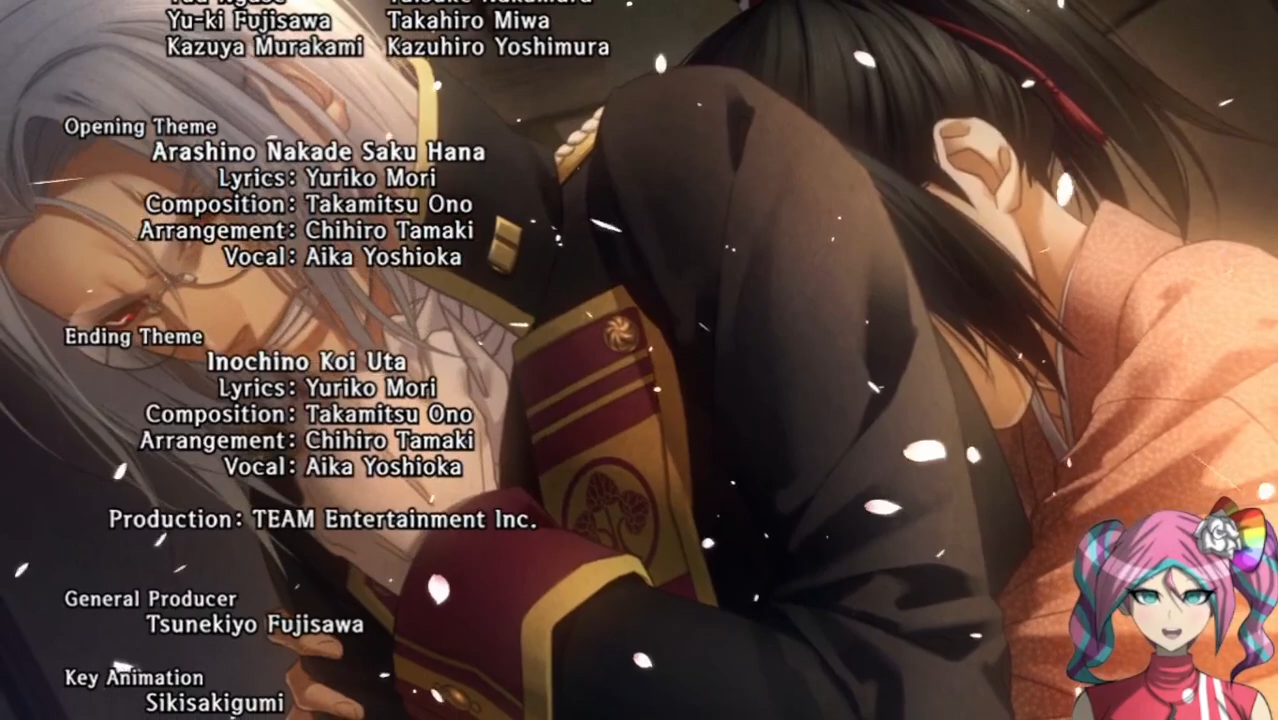 Yu-ki Fujisawa Takahiro Miwa
Kazuya Murakami Kazuhiro Yoshimura
Opening Theme
Arashino Nakade Saku Hana
Lyrics: Yuriko Mori
Composition: Takamitsu Ono
Arrangement: Chihiro Tamaki
Vocal: Aika Yoshioka
Ending Theme
Inochino Koi Uta
Lyrics: Yuriko Mori
Composition: Takamitsu Ono
Arrangement: Chihiro Tamaki
Vocal: Aika Yoshioka
Production: TEAM Entertainment Inc.
General Producer
Tsunekiyo Fujisawa
Key Animation
Sikisakigumi